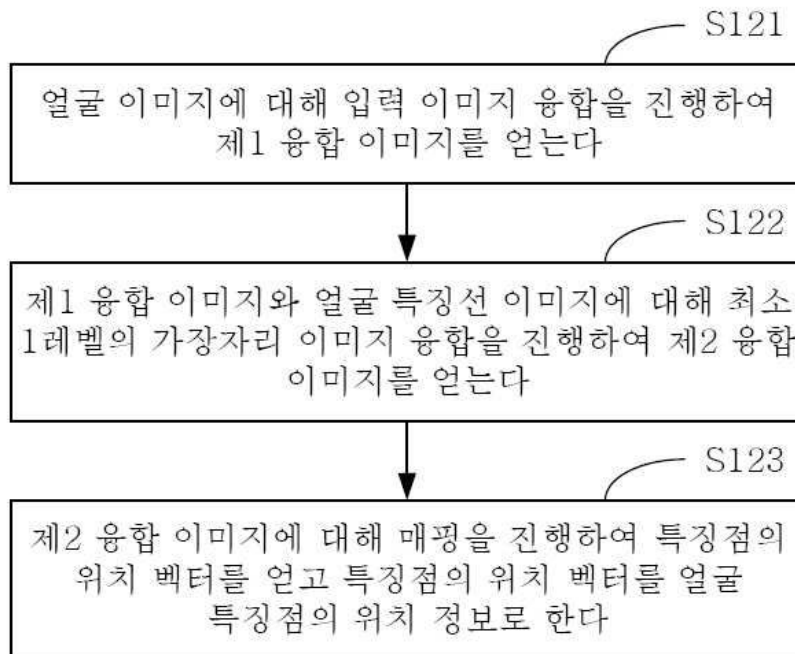 S121
얼굴 이미지에 대해 입력 이미지 융합을 진행하여
제1 융합 이미지를 얻는다
S122
제1 융합 이미지와 얼굴 특징선 이미지에 대해 최소
1레벨의 가장자리 이미지 융합을 진행하여 제2 융합
이미지를 얻는다
S123
제2 융합 이미지에 대해 매핑을 진행하여 특징점의
위치 벡터를 얻고 특징점의 위치 벡터를 얼굴
특징점의 위치 정보로 한다